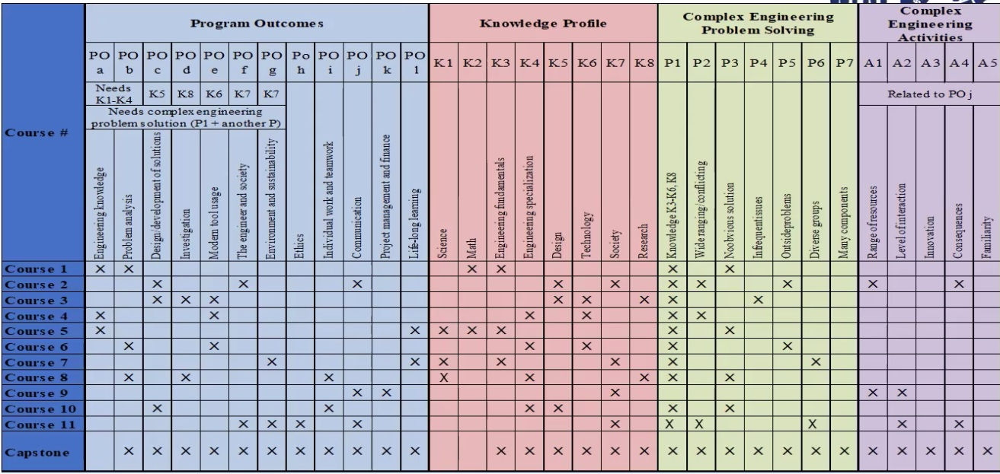 Program Outcomes Knowledge Profile Complex Engineering Problem Solving Complex Engineering Activities
Course #
PO a PO b PO c PO d PO e PO f PO g Po h PO i PO j PO k PO l K1 K2 K3 K4 K5 K6 K7 K8 P1 P2 P3 P4 P5 P6 P7 A1 A2 A3 A4 A5
Needs K1-K4 K5 K8 K6 K7 K7 Related to PO j
Needs complex engineering
problem solution (P1 + another P)
Engineering knowledge
Problem analysis
Design/development of solutions
Investigation
Modern tool usage
The engineer and society
Environment and sustainability
Ethics
Individual work and teamwork
Communication
Project management and finance
Life-long learning
Science
Math
Engineering fundamentals
Engineering specialization
Design
Technology
Society
Research
Knowledge K3-K6, K8
Wide ranging/conflicting
Noobvious solution
Infrequentissues
Outsideproblems
Diverse groups
Many components
Range of resources
Level of interaction
Innovation
Consequences
Familiarity
Course 1 X X X X X X
Course 2 X X X X X X X X X X
Course 3 X X X X X X X X
Course 4 X X X X X X
Course 5 X X X X X X X
Course 6 X X X X X X
Course 7 X X X X X X X
Course 8 X X X X X X X X
Course 9 X X X X X
Course 10 X X X X X X
Course 11 X X X X X X X X X X
Capstone X X X X X X X X X X X X X X X X X X X X X X X X X X X X X